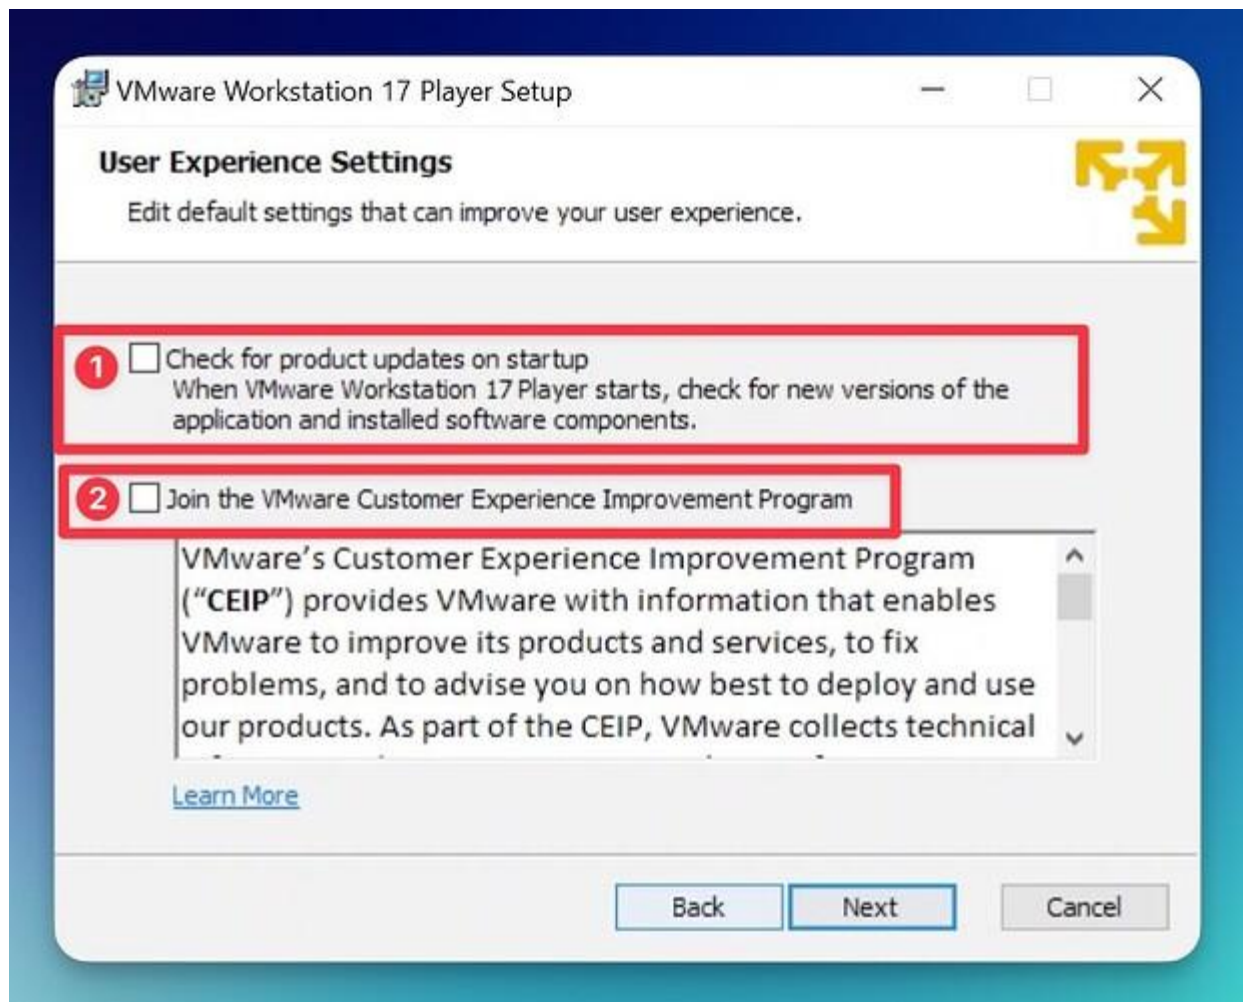 VMware Workstation 17 Player Setup
User Experience Settings
Edit default settings that can improve your user experience.
1
Check for product updates on startup
When VMware Workstation 17 Player starts, check for new versions of the
application and installed software components.
2
Join the VMware Customer Experience Improvement Program
VMware’s Customer Experience Improvement Program
(“CEIP”) provides VMware with information that enables
VMware to improve its products and services, to fix
problems, and to advise you on how best to deploy and use
our products. As part of the CEIP, VMware collects technical
Learn More
Back
Next
Cancel